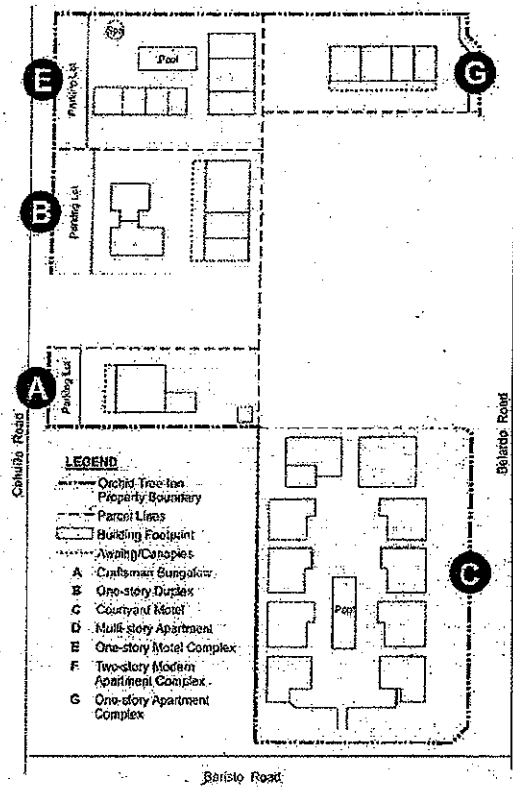 Spa
Pool
Parking Lot
E
G
Parking Lot
B
Parking Lot
A
Cahuilla Road
Belardo Road
LEGEND
Orchid Tree Inn
Property Boundary
Parcel Lines
Building Footprint
Awning/Canopies
A Craftsman Bungalow
B One-story Duplex
C Courtyard Motel
D Multi-story Apartment
E One-story Motel Complex
F Two-story Modern
Apartment Complex
G One-story Apartment
Complex
Pool
C
Baristo Road